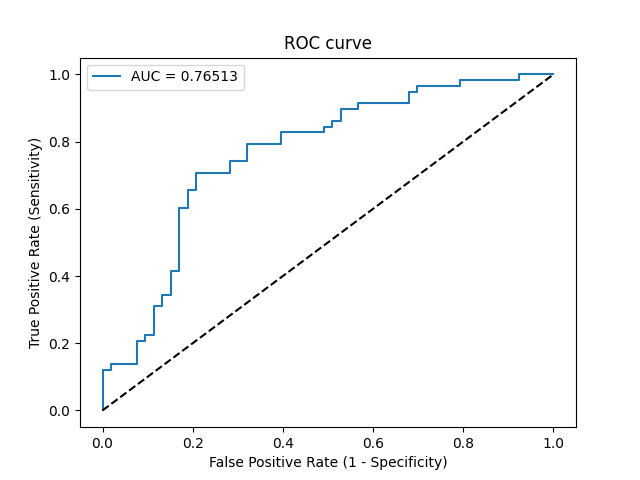 ROC curve
AUC = 0.76513
1.0
0.8
0.6
0.4
0.2
0.0
True Positive Rate (Sensitivity)
0.0 0.2 0.4 0.6 0.8 1.0
False Positive Rate (1 - Specificity)